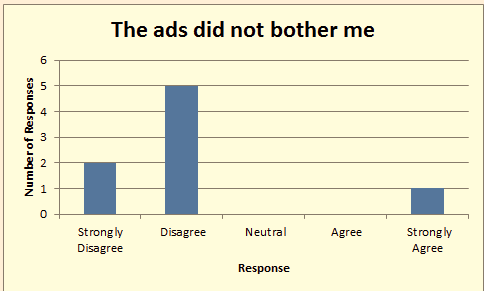 The ads did not bother me
Number of Responses
6
5
4
3
2
1
0
Strongly
Disagree
Disagree
Neutral
Agree
Strongly
Agree
Response